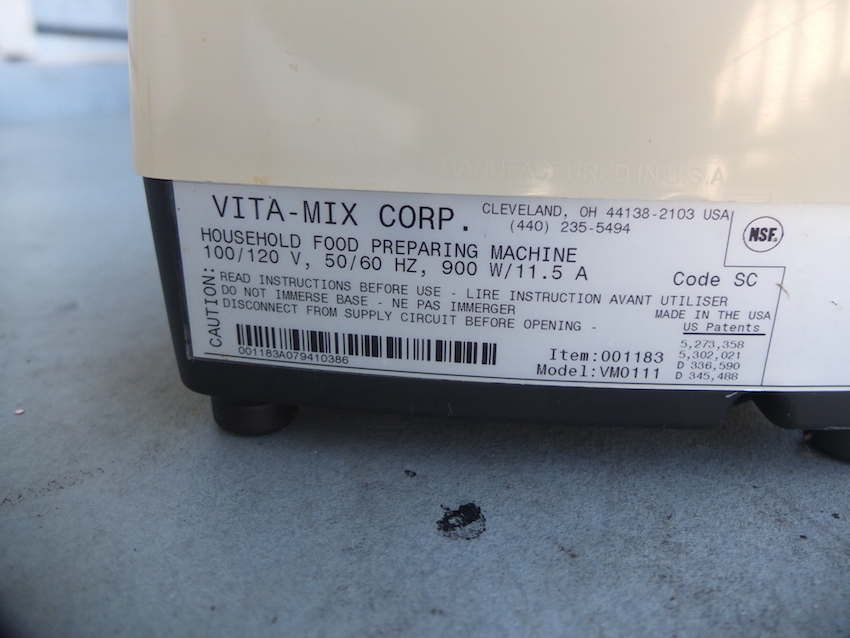 MANUFACTURED IN U.S.A
VITA-MIX CORP.
CLEVELAND, OH 44138-2103 USA
(440) 235-5494
NSF®
HOUSEHOLD FOOD PREPARING MACHINE
100/120 V, 50/60 HZ, 900 W/11.5 A
Code SC
CAUTION:
READ INSTRUCTIONS BEFORE USE - LIRE INSTRUCTION AVANT UTILISER
DO NOT IMMERSE BASE - NE PAS IMMERGER
DISCONNECT FROM SUPPLY CIRCUIT BEFORE OPENING -
MADE IN THE USA
US Patents
5,273,358
5,302,021
D 336,590
D 345,488
001183A079410386
Item:001183
Model:VM0111